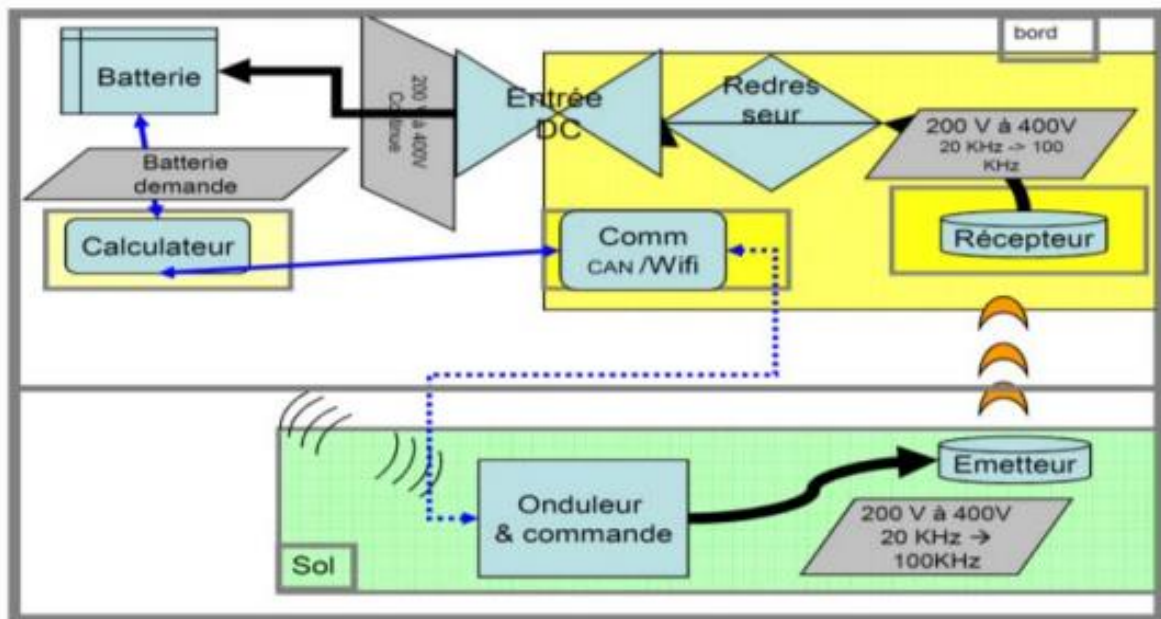 bord
Batterie
200 V à 400V
Continue
Entrée
DC
Redres
seur
200 V à 400V
20 KHz -> 100
KHz
Batterie
demande
Calculateur
Comm
CAN /Wifi
Récepteur
Emetteur
Onduleur
& commande
200 V à 400V
20 KHz →
100KHz
Sol